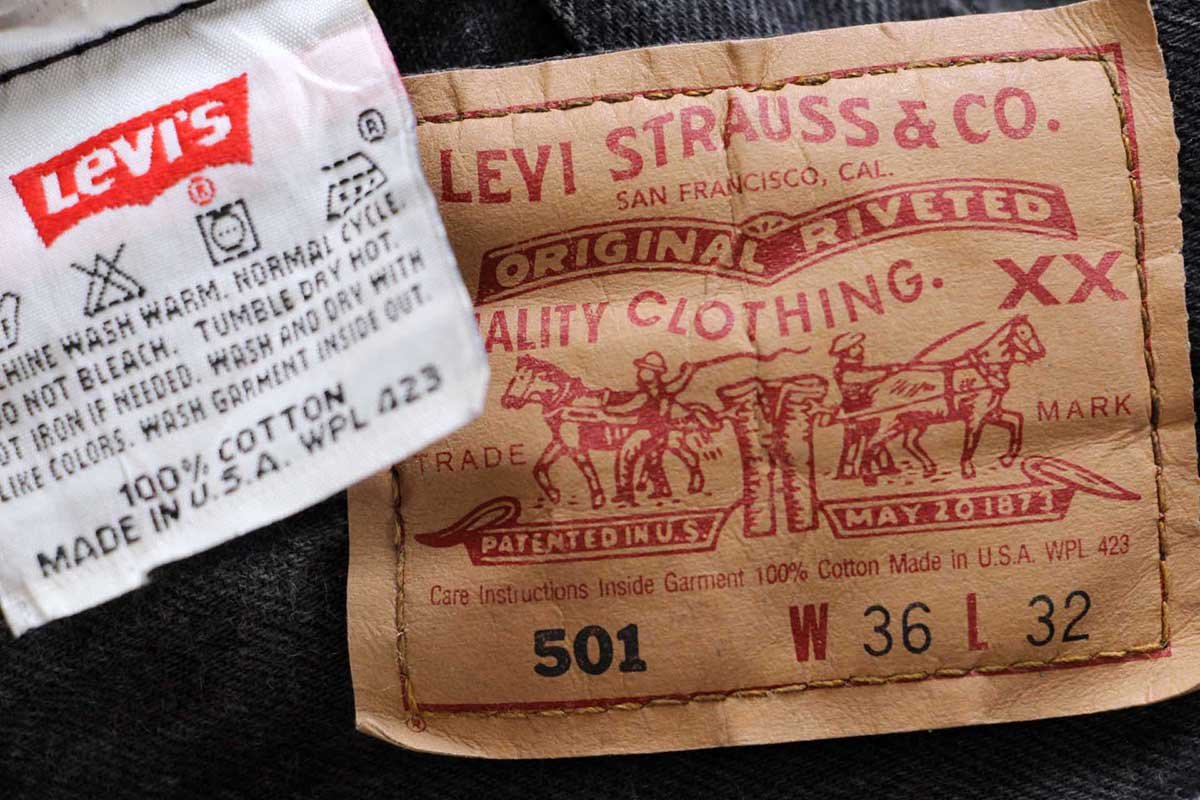 LEVI'S
®
®
MACHINE WASH WARM. NORMAL CYCLE.
DO NOT BLEACH. TUMBLE DRY HOT.
NOT IRON IF NEEDED. WASH AND DRY WITH
LIKE COLORS. WASH GARMENT INSIDE OUT.
100% COTTON
MADE IN U.S.A. WPL 423
LEVI STRAUSS & CO.
SAN FRANCISCO, CAL.
ORIGINAL RIVETED
QUALITY CLOTHING.
XX
TRADE MARK
PATENTED IN U.S. MAY 20 1873
Care Instructions Inside Garment 100% Cotton Made in U.S.A. WPL 423
501 W 36 L 32
®